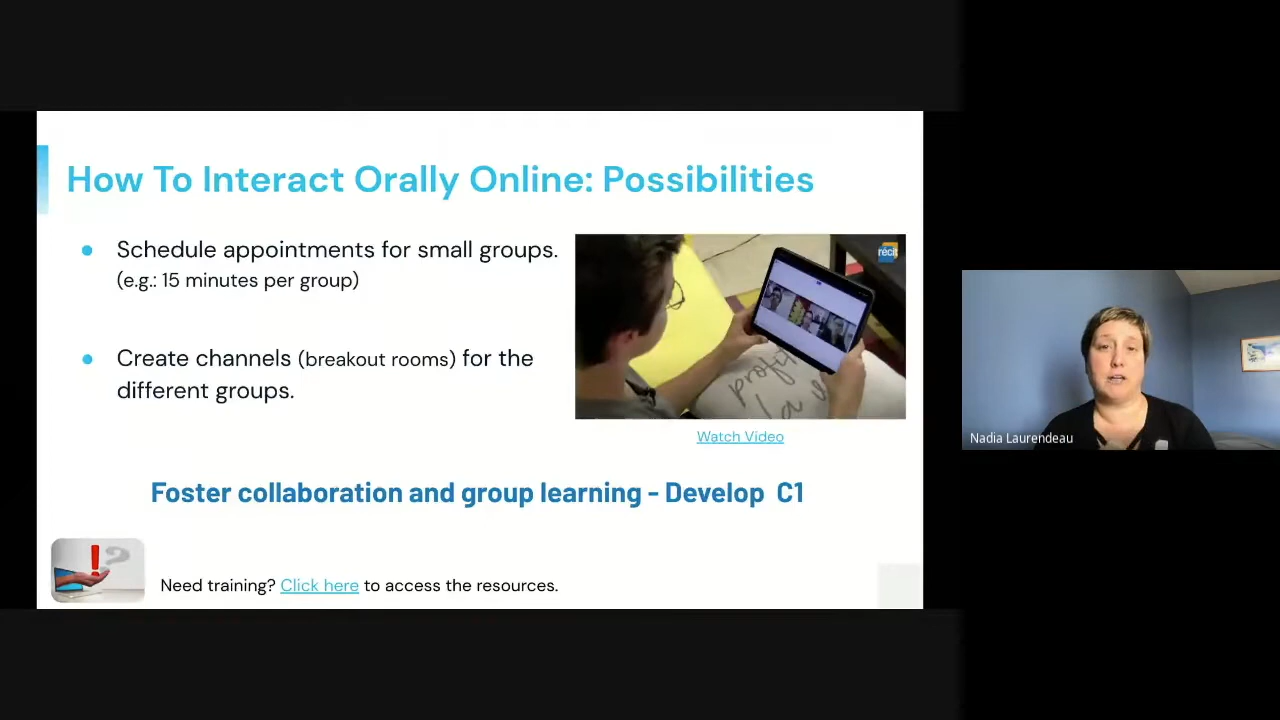 How To Interact Orally Online: Possibilities
● Schedule appointments for small groups.
(e.g.: 15 minutes per group)
● Create channels (breakout rooms) for the
different groups.
récit
Watch Video
Foster collaboration and group learning - Develop C1
! ?
Need training? Click here to access the resources.
Nadia Laurendeau